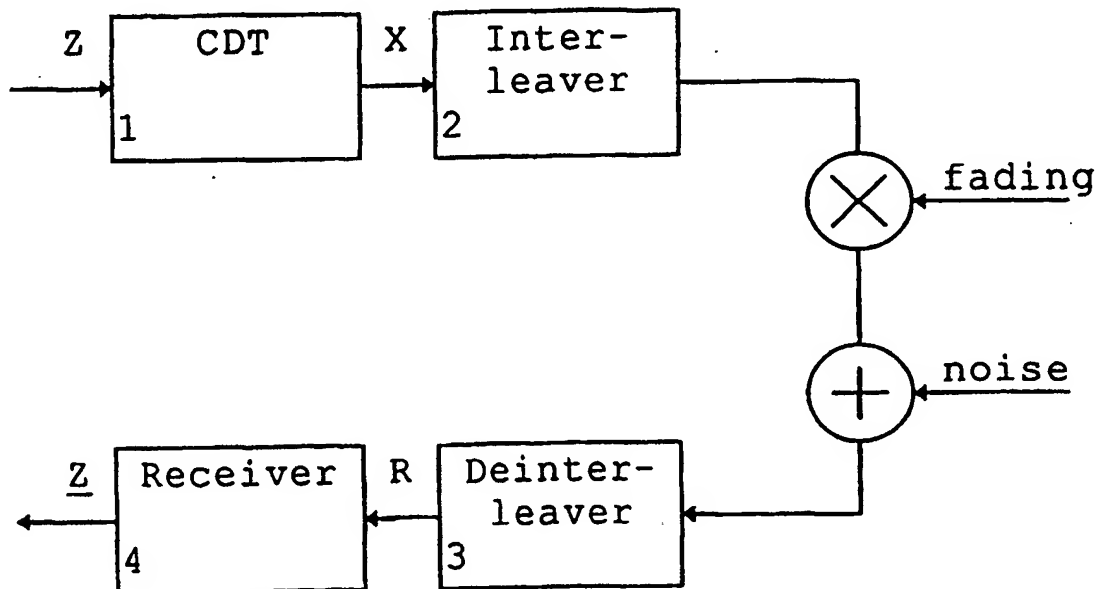 Z
CDT
1
X
Inter-
leaver
2
fading
noise
Z
Receiver
4
R
Deinter-
leaver
3